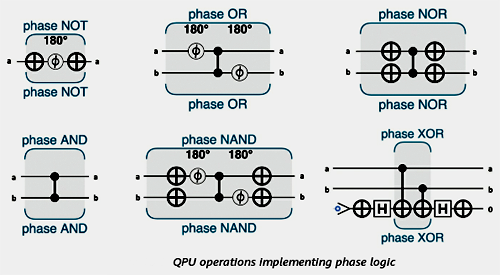 phase NOT
180°
a ϕ a
phase NOT
phase OR
180° 180°
a ϕ a
b ϕ b
phase OR
phase NOR
a a
b b
phase NOR
phase AND
a a
b b
phase AND
phase NAND
180° 180°
a ϕ a
b ϕ b
phase NAND
phase XOR
a a
b b
H H 0
phase XOR
QPU operations implementing phase logic